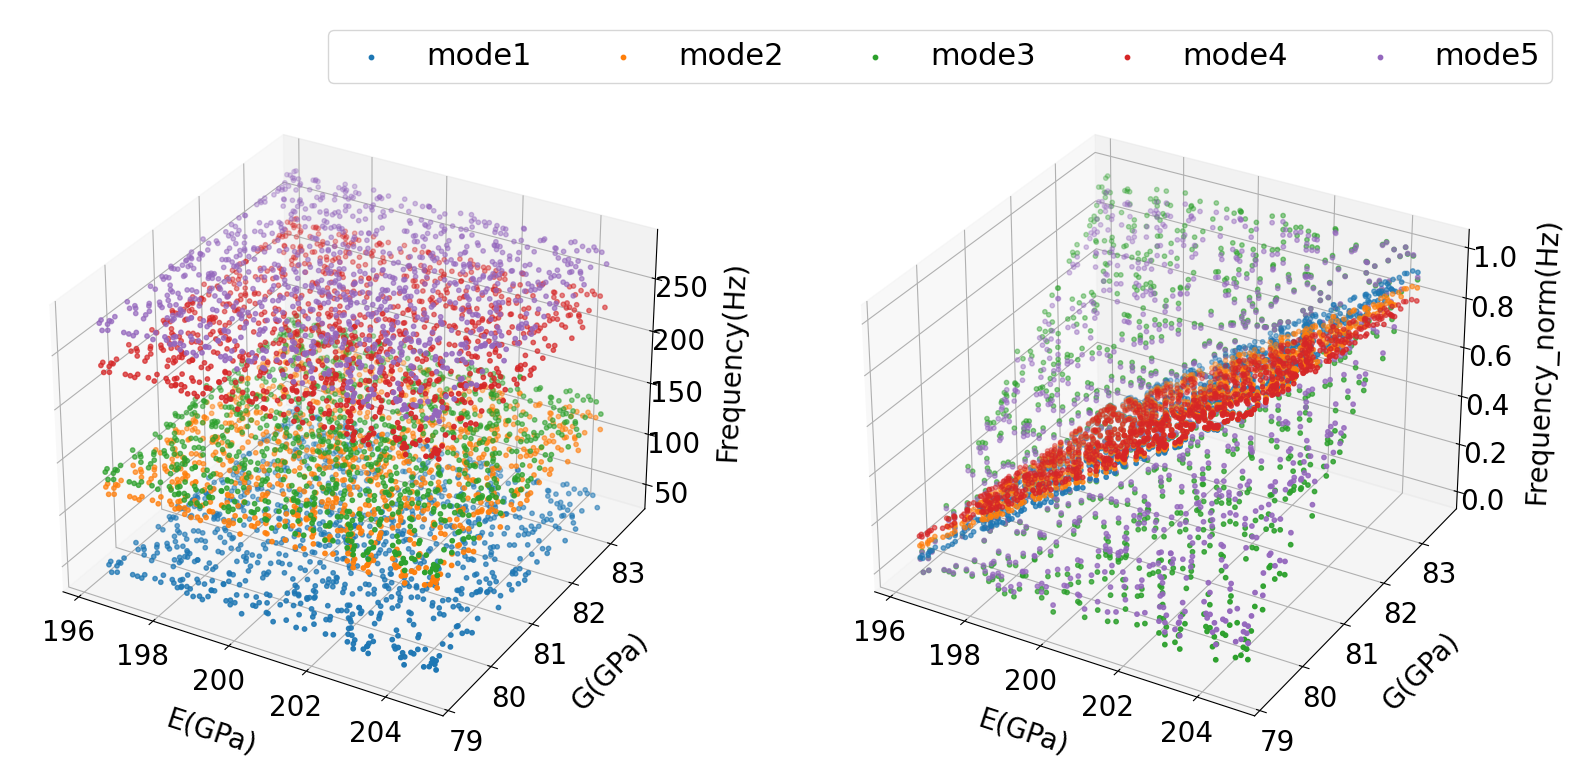 mode1 mode2 mode3 mode4 mode5
250
200
150
100
50
Frequency(Hz)
196 198 200 202 204
E(GPa)
79 80 81 82 83
G(GPa)
1.0
0.8
0.6
0.4
0.2
0.0
Frequency_norm(Hz)
196 198 200 202 204
E(GPa)
79 80 81 82 83
G(GPa)